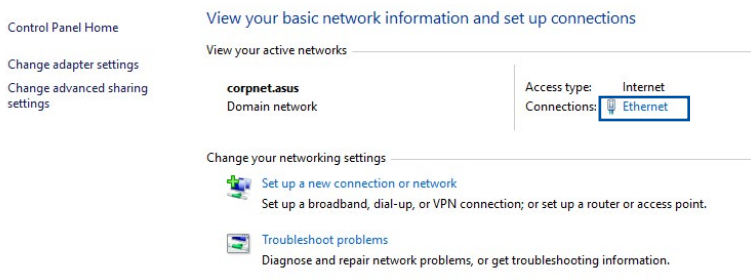 View your basic network information and set up connections
Control Panel Home
Change adapter settings
Change advanced sharing
settings
View your active networks
corpnet.asus
Domain network
Access type: Internet
Connections: Ethernet
Change your networking settings
Set up a new connection or network
Set up a broadband, dial-up, or VPN connection; or set up a router or access point.
Troubleshoot problems
Diagnose and repair network problems, or get troubleshooting information.